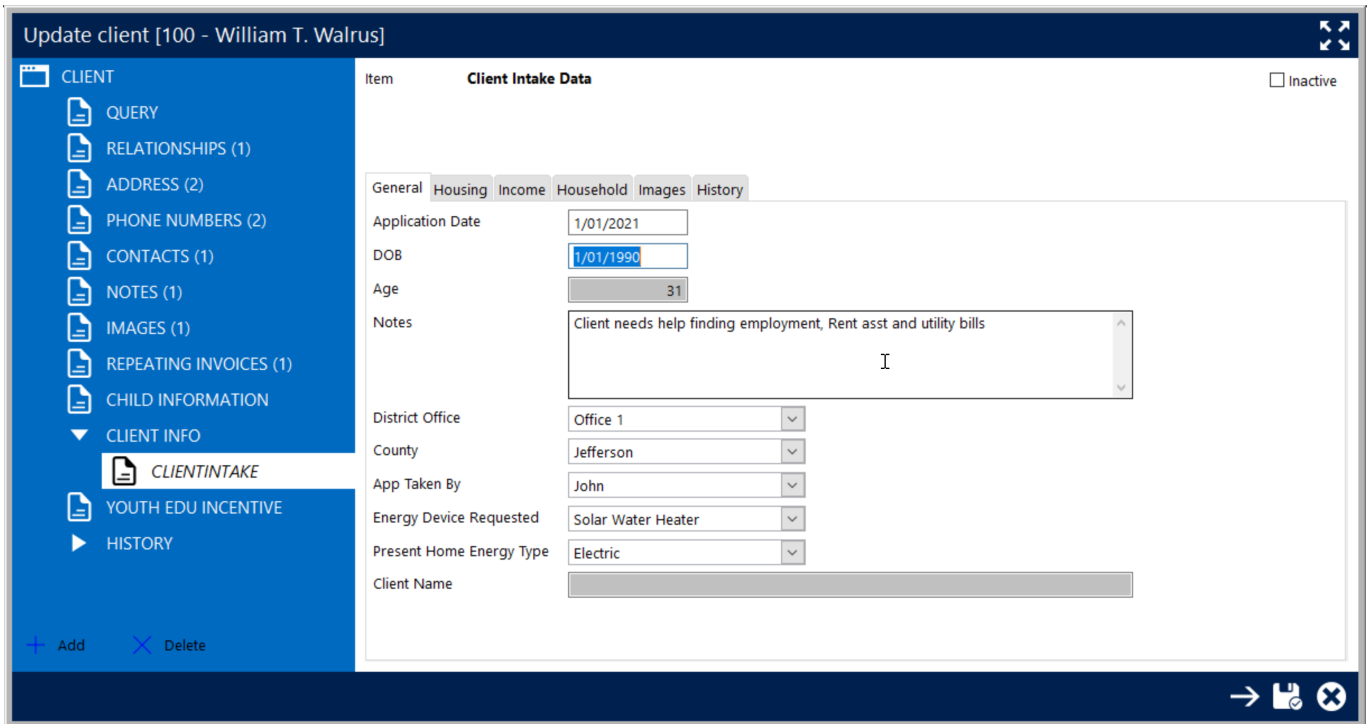 Update client [100 - William T. Walrus]
CLIENT
QUERY
RELATIONSHIPS (1)
ADDRESS (2)
PHONE NUMBERS (2)
CONTACTS (1)
NOTES (1)
IMAGES (1)
REPEATING INVOICES (1)
CHILD INFORMATION
CLIENT INFO
CLIENTINTAKE
YOUTH EDU INCENTIVE
HISTORY
Add Delete
Item Client Intake Data Inactive
General Housing Income Household Images History
Application Date 1/01/2021
DOB 1/01/1990
Age 31
Notes Client needs help finding employment, Rent asst and utility bills
District Office Office 1
County Jefferson
App Taken By John
Energy Device Requested Solar Water Heater
Present Home Energy Type Electric
Client Name